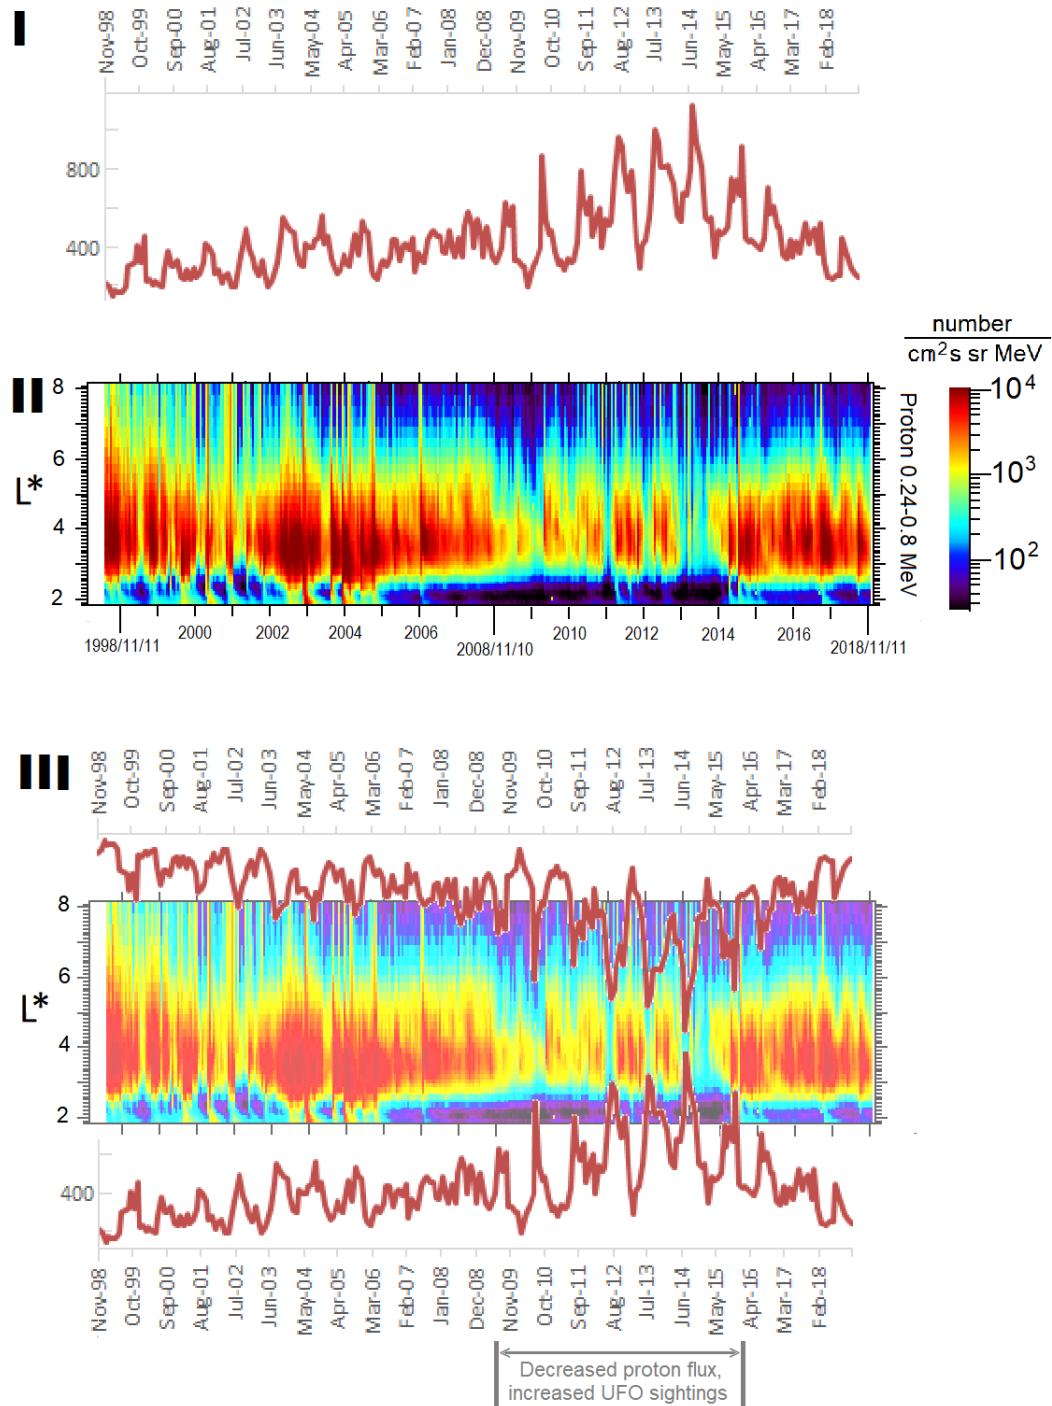 I
Nov-98 Oct-99 Sep-00 Aug-01 Jul-02 Jun-03 May-04 Apr-05 Mar-06 Feb-07 Jan-08 Dec-08 Nov-09 Oct-10 Sep-11 Aug-12 Jul-13 Jun-14 May-15 Apr-16 Mar-17 Feb-18
800
400
number
cm²s sr MeV
II
8
6
L*
4
2
Proton 0.24-0.8 MeV
10⁴
10³
10²
1998/11/11 2000 2002 2004 2006 2008/11/10 2010 2012 2014 2016 2018/11/11
III
Nov-98 Oct-99 Sep-00 Aug-01 Jul-02 Jun-03 May-04 Apr-05 Mar-06 Feb-07 Jan-08 Dec-08 Nov-09 Oct-10 Sep-11 Aug-12 Jul-13 Jun-14 May-15 Apr-16 Mar-17 Feb-18
8
6
L*
4
2
400
Nov-98 Oct-99 Sep-00 Aug-01 Jul-02 Jun-03 May-04 Apr-05 Mar-06 Feb-07 Jan-08 Dec-08 Nov-09 Oct-10 Sep-11 Aug-12 Jul-13 Jun-14 May-15 Apr-16 Mar-17 Feb-18
Decreased proton flux,
increased UFO sightings